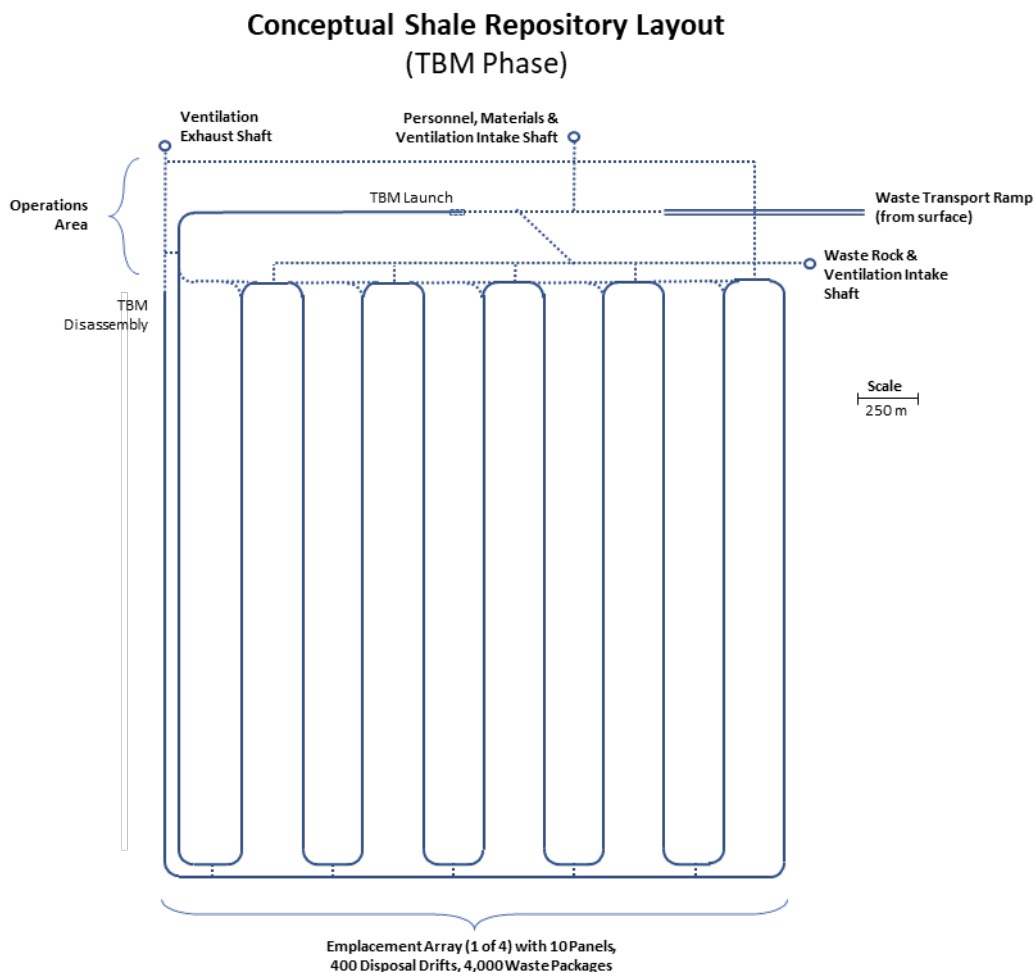 Conceptual Shale Repository Layout
(TBM Phase)
Ventilation
Exhaust Shaft
Personnel, Materials &
Ventilation Intake Shaft
Operations
Area
TBM Launch
Waste Transport Ramp
(from surface)
Waste Rock &
Ventilation Intake
Shaft
TBM
Disassembly
Scale
250 m
Emplacement Array (1 of 4) with 10 Panels,
400 Disposal Drifts, 4,000 Waste Packages